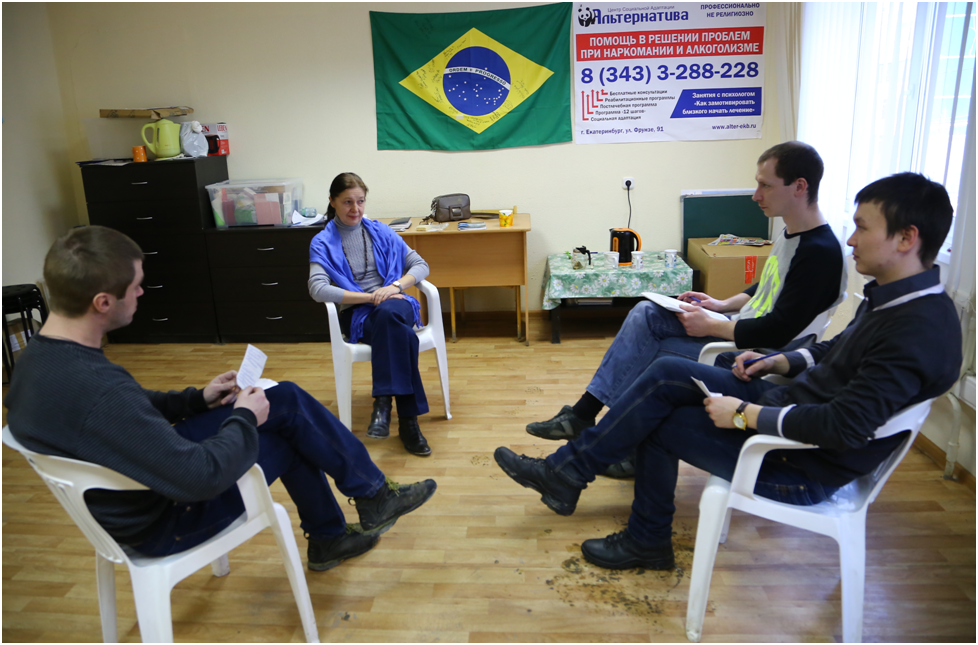 ORDEM E PROGRESSO
Центр Социальной Адаптации
Альтернатива
ПРОФЕССИОНАЛЬНО
НЕ РЕЛИГИОЗНО
ПОМОЩЬ В РЕШЕНИИ ПРОБЛЕМ
ПРИ НАРКОМАНИИ И АЛКОГОЛИЗМЕ
8 (343) 3-288-228
Бесплатные консультации
Реабилитационные программы
Постлечебная программа
Программа «12 шагов»
Социальная адаптация
Занятия с психологом
«Как замотивировать
близкого начать лечение»
г. Екатеринбург, ул. Фрунзе, 91
www.alter-ekb.ru